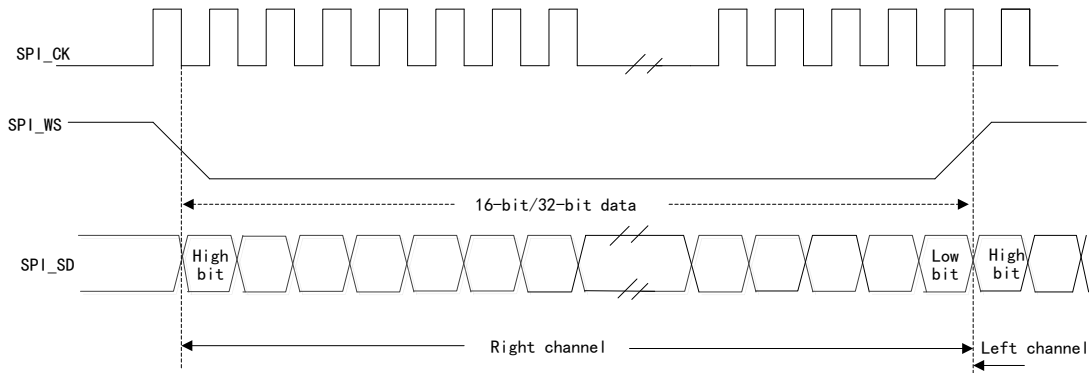 SPI_CK
SPI_WS
16-bit/32-bit data
SPI_SD
High
bit
Low
bit
High
bit
Right channel
Left channel